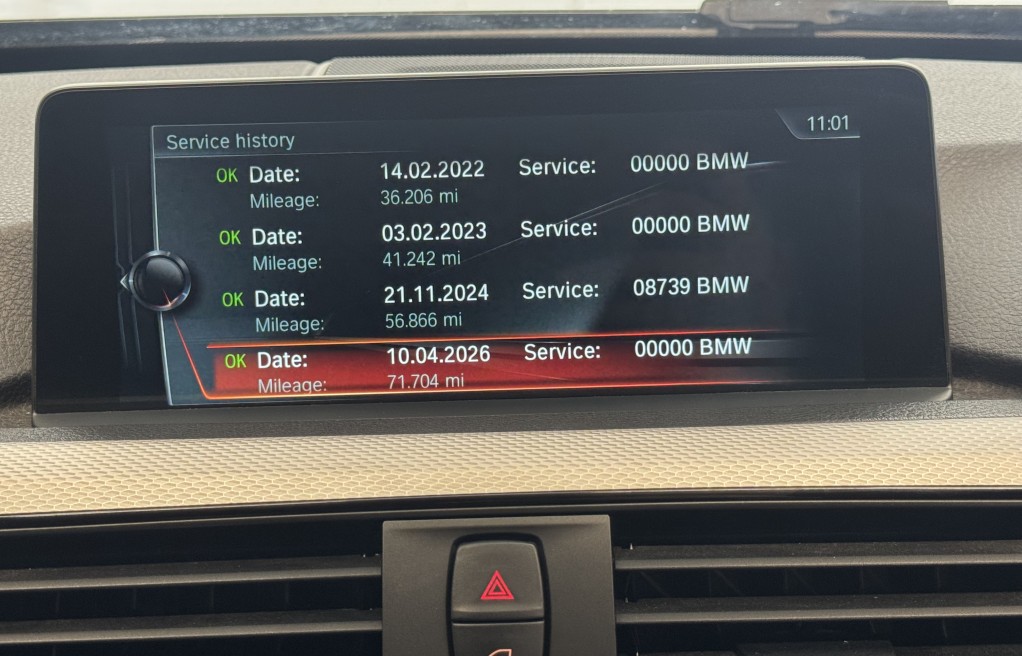 11:01
Service history
OK Date: 14.02.2022 Service: 00000 BMW
Mileage: 36.206 mi
OK Date: 03.02.2023 Service: 00000 BMW
Mileage: 41.242 mi
OK Date: 21.11.2024 Service: 08739 BMW
Mileage: 56.866 mi
OK Date: 10.04.2026 Service: 00000 BMW
Mileage: 71.704 mi